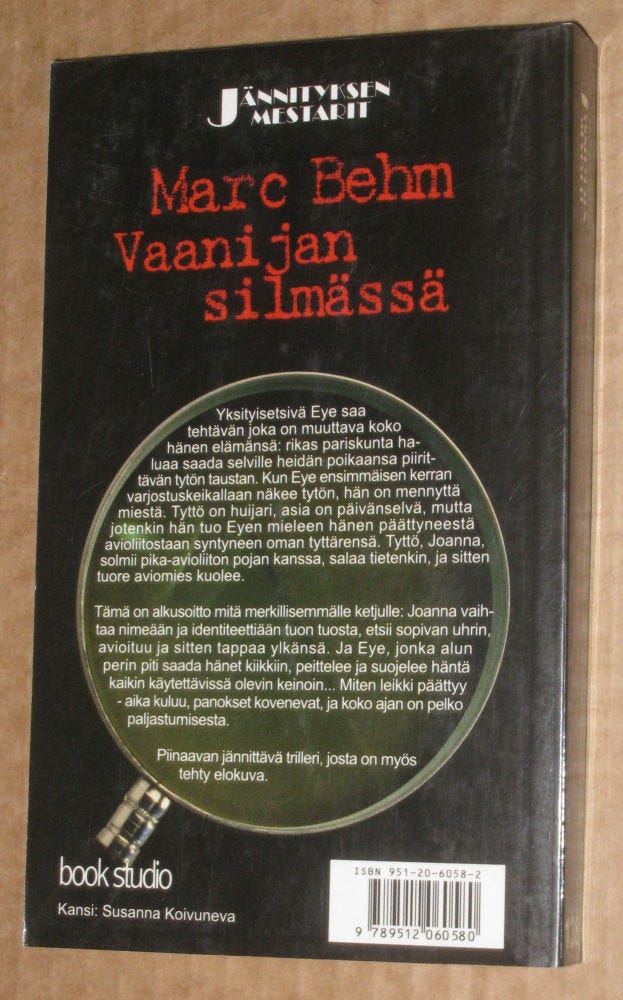 JÄNNITYKSEN
MESTARIT
Marc Behm
Vaanijan
silmässä
Yksityisetsivä Eye saa
tehtävän joka on muuttava koko
hänen elämänsä: rikas pariskunta ha-
luaa saada selville heidän poikaansa piirit-
tävän tytön taustan. Kun Eye ensimmäisen kerran
varjostuskeikallaan näkee tytön, hän on mennyttä
miestä. Tyttö on huijari, asia on päivänselvä, mutta
jotenkin hän tuo Eyen mieleen hänen päättyneestä
avioliitostaan syntyneen oman tyttärensä. Tyttö, Joanna,
solmii pika-avioliiton pojan kanssa, salaa tietenkin, ja sitten
tuore aviomies kuolee.
Tämä on alkusoitto mitä merkillisemmälle ketjulle: Joanna vaih-
taa nimeään ja identiteettiään tuon tuosta, etsii sopivan uhrin,
avioituu ja sitten tappaa ylkänsä. Ja Eye, jonka alun
perin piti saada hänet kiikkiin, peittelee ja suojelee häntä
kaikin käytettävissä olevin keinoin... Miten leikki päättyy
- aika kuluu, panokset kovenevat, ja koko ajan on pelko
paljastumisesta.
Piinaavan jännittävä trilleri, josta on myös
tehty elokuva.
book studio
Kansi: Susanna Koivuneva
ISBN 951-20-6058-2
9 789512 060580